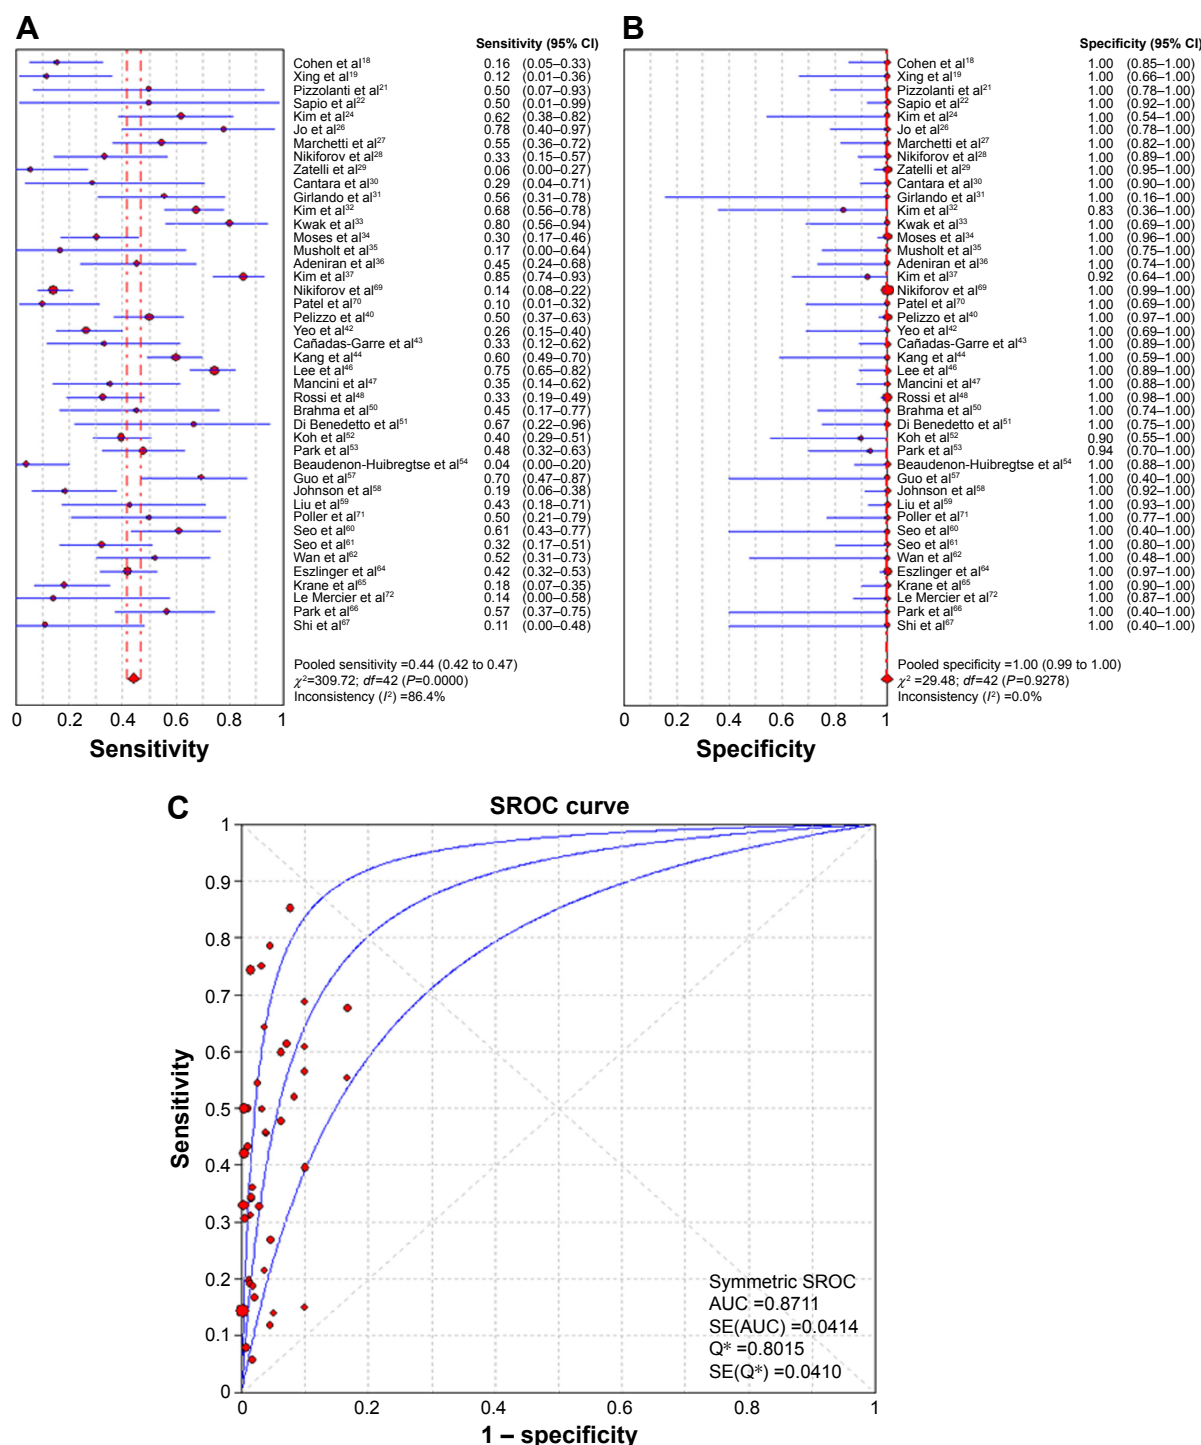 A
Sensitivity (95% CI)
Cohen et al18 0.16 (0.05–0.33)
Xing et al19 0.12 (0.01–0.36)
Pizzolanti et al21 0.50 (0.07–0.93)
Sapio et al22 0.50 (0.01–0.99)
Kim et al24 0.62 (0.38–0.82)
Jo et al26 0.78 (0.40–0.97)
Marchetti et al27 0.55 (0.36–0.72)
Nikiforov et al28 0.33 (0.15–0.57)
Zatelli et al29 0.06 (0.00–0.27)
Cantara et al30 0.29 (0.04–0.71)
Girlando et al31 0.56 (0.31–0.78)
Kim et al32 0.68 (0.56–0.78)
Kwak et al33 0.80 (0.56–0.94)
Moses et al34 0.30 (0.17–0.46)
Musholt et al35 0.17 (0.00–0.64)
Adeniran et al36 0.45 (0.24–0.68)
Kim et al37 0.85 (0.74–0.93)
Nikiforov et al69 0.14 (0.08–0.22)
Patel et al70 0.10 (0.01–0.32)
Pelizzo et al40 0.50 (0.37–0.63)
Yeo et al42 0.26 (0.15–0.40)
Cañadas-Garre et al43 0.33 (0.12–0.62)
Kang et al44 0.60 (0.49–0.70)
Lee et al46 0.75 (0.65–0.82)
Mancini et al47 0.35 (0.14–0.62)
Rossi et al48 0.33 (0.19–0.49)
Brahma et al50 0.45 (0.17–0.77)
Di Benedetto et al51 0.67 (0.22–0.96)
Koh et al52 0.40 (0.29–0.51)
Park et al53 0.48 (0.32–0.63)
Beaudenon-Huibregtse et al54 0.04 (0.00–0.20)
Guo et al57 0.70 (0.47–0.87)
Johnson et al58 0.19 (0.06–0.38)
Liu et al59 0.43 (0.18–0.71)
Poller et al71 0.50 (0.21–0.79)
Seo et al60 0.61 (0.43–0.77)
Seo et al61 0.32 (0.17–0.51)
Wan et al62 0.52 (0.31–0.73)
Eszlinger et al64 0.42 (0.32–0.53)
Krane et al65 0.18 (0.07–0.35)
Le Mercier et al72 0.14 (0.00–0.58)
Park et al66 0.57 (0.37–0.75)
Shi et al67 0.11 (0.00–0.48)
Pooled sensitivity =0.44 (0.42 to 0.47)
χ2=309.72; df=42 (P=0.0000)
Inconsistency (I2) =86.4%
0 0.2 0.4 0.6 0.8 1
Sensitivity
B
Specificity (95% CI)
Cohen et al18 1.00 (0.85–1.00)
Xing et al19 1.00 (0.66–1.00)
Pizzolanti et al21 1.00 (0.78–1.00)
Sapio et al22 1.00 (0.92–1.00)
Kim et al24 1.00 (0.54–1.00)
Jo et al26 1.00 (0.78–1.00)
Marchetti et al27 1.00 (0.82–1.00)
Nikiforov et al28 1.00 (0.89–1.00)
Zatelli et al29 1.00 (0.95–1.00)
Cantara et al30 1.00 (0.90–1.00)
Girlando et al31 1.00 (0.16–1.00)
Kim et al32 0.83 (0.36–1.00)
Kwak et al33 1.00 (0.69–1.00)
Moses et al34 1.00 (0.96–1.00)
Musholt et al35 1.00 (0.75–1.00)
Adeniran et al36 1.00 (0.74–1.00)
Kim et al37 0.92 (0.64–1.00)
Nikiforov et al69 1.00 (0.99–1.00)
Patel et al70 1.00 (0.69–1.00)
Pelizzo et al40 1.00 (0.97–1.00)
Yeo et al42 1.00 (0.69–1.00)
Cañadas-Garre et al43 1.00 (0.89–1.00)
Kang et al44 1.00 (0.59–1.00)
Lee et al46 1.00 (0.89–1.00)
Mancini et al47 1.00 (0.88–1.00)
Rossi et al48 1.00 (0.98–1.00)
Brahma et al50 1.00 (0.74–1.00)
Di Benedetto et al51 1.00 (0.75–1.00)
Koh et al52 0.90 (0.55–1.00)
Park et al53 0.94 (0.70–1.00)
Beaudenon-Huibregtse et al54 1.00 (0.88–1.00)
Guo et al57 1.00 (0.40–1.00)
Johnson et al58 1.00 (0.92–1.00)
Liu et al59 1.00 (0.93–1.00)
Poller et al71 1.00 (0.77–1.00)
Seo et al60 1.00 (0.40–1.00)
Seo et al61 1.00 (0.80–1.00)
Wan et al62 1.00 (0.48–1.00)
Eszlinger et al64 1.00 (0.97–1.00)
Krane et al65 1.00 (0.90–1.00)
Le Mercier et al72 1.00 (0.87–1.00)
Park et al66 1.00 (0.40–1.00)
Shi et al67 1.00 (0.40–1.00)
Pooled specificity =1.00 (0.99 to 1.00)
χ2 =29.48; df=42 (P=0.9278)
Inconsistency (I2) =0.0%
0 0.2 0.4 0.6 0.8 1
Specificity
C
SROC curve
1
0.9
0.8
0.7
0.6
0.5
0.4
0.3
0.2
0.1
0
Sensitivity
Symmetric SROC
AUC =0.8711
SE(AUC) =0.0414
Q* =0.8015
SE(Q*) =0.0410
0 0.2 0.4 0.6 0.8 1
1 – specificity